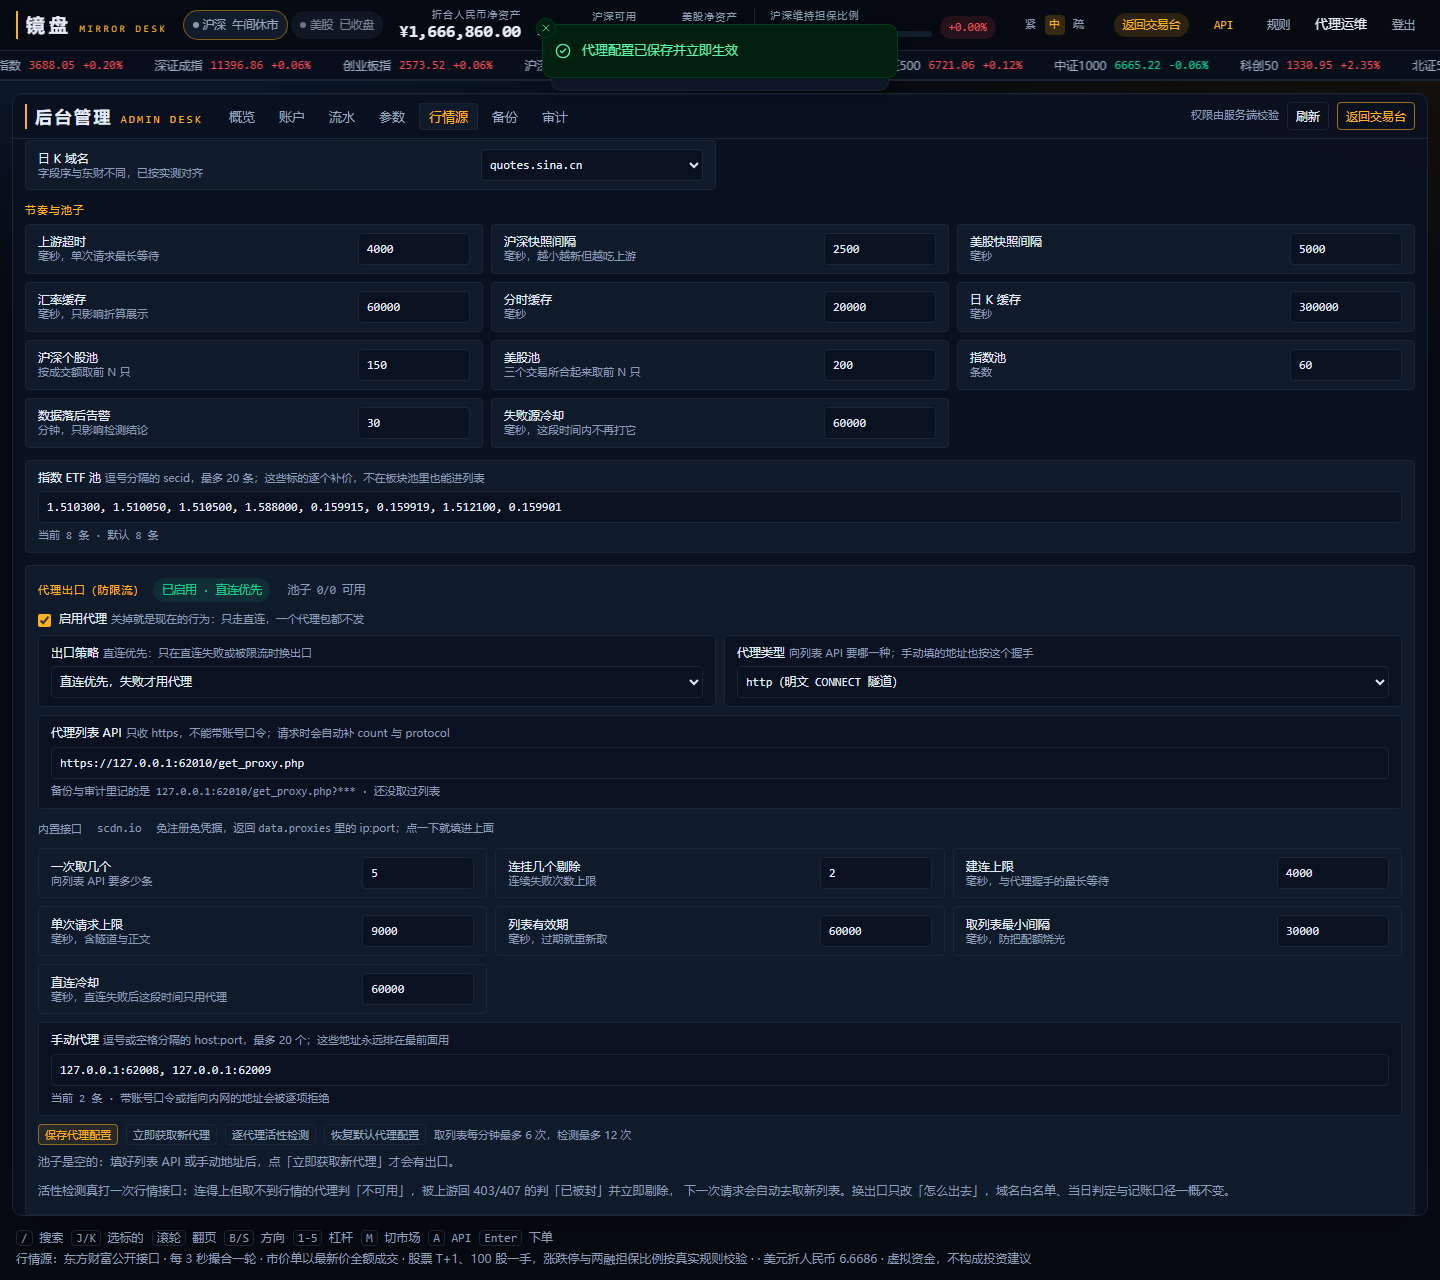 镜盘 MIRROR DESK
沪深 午间休市
美股 已收盘
折合人民币净资产
¥1,666,860.00
沪深可用
美股净资产
沪深维持担保比例
+0.00%
紧 中 疏
返回交易台
API
规则
代理运维
登出
代理配置已保存并立即生效
指数 3688.05 +0.20% 深证成指 11396.86 +0.06% 创业板指 2573.52 +0.06% 6721.06 +0.12% 中证1000 6665.22 -0.06% 科创50 1330.95 +2.35%
后台管理 ADMIN DESK 概览 账户 流水 参数 行情源 备份 审计 权限由服务端校验 刷新 返回交易台
日 K 域名
字段序与东财不同，已按实测对齐
quotes.sina.cn
节奏与池子
上游超时
毫秒，单次请求最长等待
4000
沪深快照间隔
毫秒，越小越新但越吃上游
2500
美股快照间隔
毫秒
5000
汇率缓存
毫秒，只影响折算展示
60000
分时缓存
毫秒
20000
日 K 缓存
毫秒
300000
沪深个股池
按成交额取前 N 只
150
美股池
三个交易所合起来取前 N 只
200
指数池
条数
60
数据落后告警
分钟，只影响检测结论
30
失败源冷却
毫秒，这段时间内不再打它
60000
指数 ETF 池 逗号分隔的 secid，最多 20 条；这些标的逐个补价，不在板块池里也能进列表
1.510300, 1.510050, 1.510500, 1.588000, 0.159915, 0.159919, 1.512100, 0.159901
当前 8 条 · 默认 8 条
代理出口（防限流） 已启用 · 直连优先 池子 0/0 可用
启用代理 关掉就是现在的行为：只走直连，一个代理包都不发
出口策略 直连优先：只在直连失败或被限流时换出口
直连优先，失败才用代理
代理类型 向列表 API 要哪一种；手动填的地址也按这个握手
http（明文 CONNECT 隧道）
代理列表 API 只收 https，不能带账号口令；请求时会自动补 count 与 protocol
https://127.0.0.1:62010/get_proxy.php
备份与审计里记的是 127.0.0.1:62010/get_proxy.php?*** · 还没取过列表
内置接口 scdn.io 免注册免凭据，返回 data.proxies 里的 ip:port；点一下就填进上面
一次取几个
向列表 API 要多少条
5
连挂几个剔除
连续失败次数上限
2
建连上限
毫秒，与代理握手的最长等待
4000
单次请求上限
毫秒，含隧道与正文
9000
列表有效期
毫秒，过期就重新取
60000
取列表最小间隔
毫秒，防把配额烧光
30000
直连冷却
毫秒，直连失败后这段时间只用代理
60000
手动代理 逗号或空格分隔的 host:port，最多 20 个；这些地址永远排在最前面用
127.0.0.1:62008, 127.0.0.1:62009
当前 2 条 · 带账号口令或指向内网的地址会被逐项拒绝
保存代理配置 立即获取新代理 逐代理活性检测 恢复默认代理配置 取列表每分钟最多 6 次，检测最多 12 次
池子是空的：填好列表 API 或手动地址后，点「立即获取新代理」才会有出口。
活性检测真打一次行情接口：连得上但取不到行情的代理判「不可用」，被上游回 403/407 的判「已被封」并立即剔除， 下一次请求会自动去取新列表。换出口只改「怎么出去」，域名白名单、当日判定与记账口径一概不变。
/ 搜索 J/K 选标的 滚轮 翻页 B/S 方向 1-5 杠杆 M 切市场 A API Enter 下单
行情源：东方财富公开接口 · 每 3 秒撮合一轮 · 市价单以最新价全额成交 · 股票 T+1、100 股一手，涨跌停与两融担保比例按真实规则校验 · · 美元折人民币 6.6686 · 虚拟资金，不构成投资建议